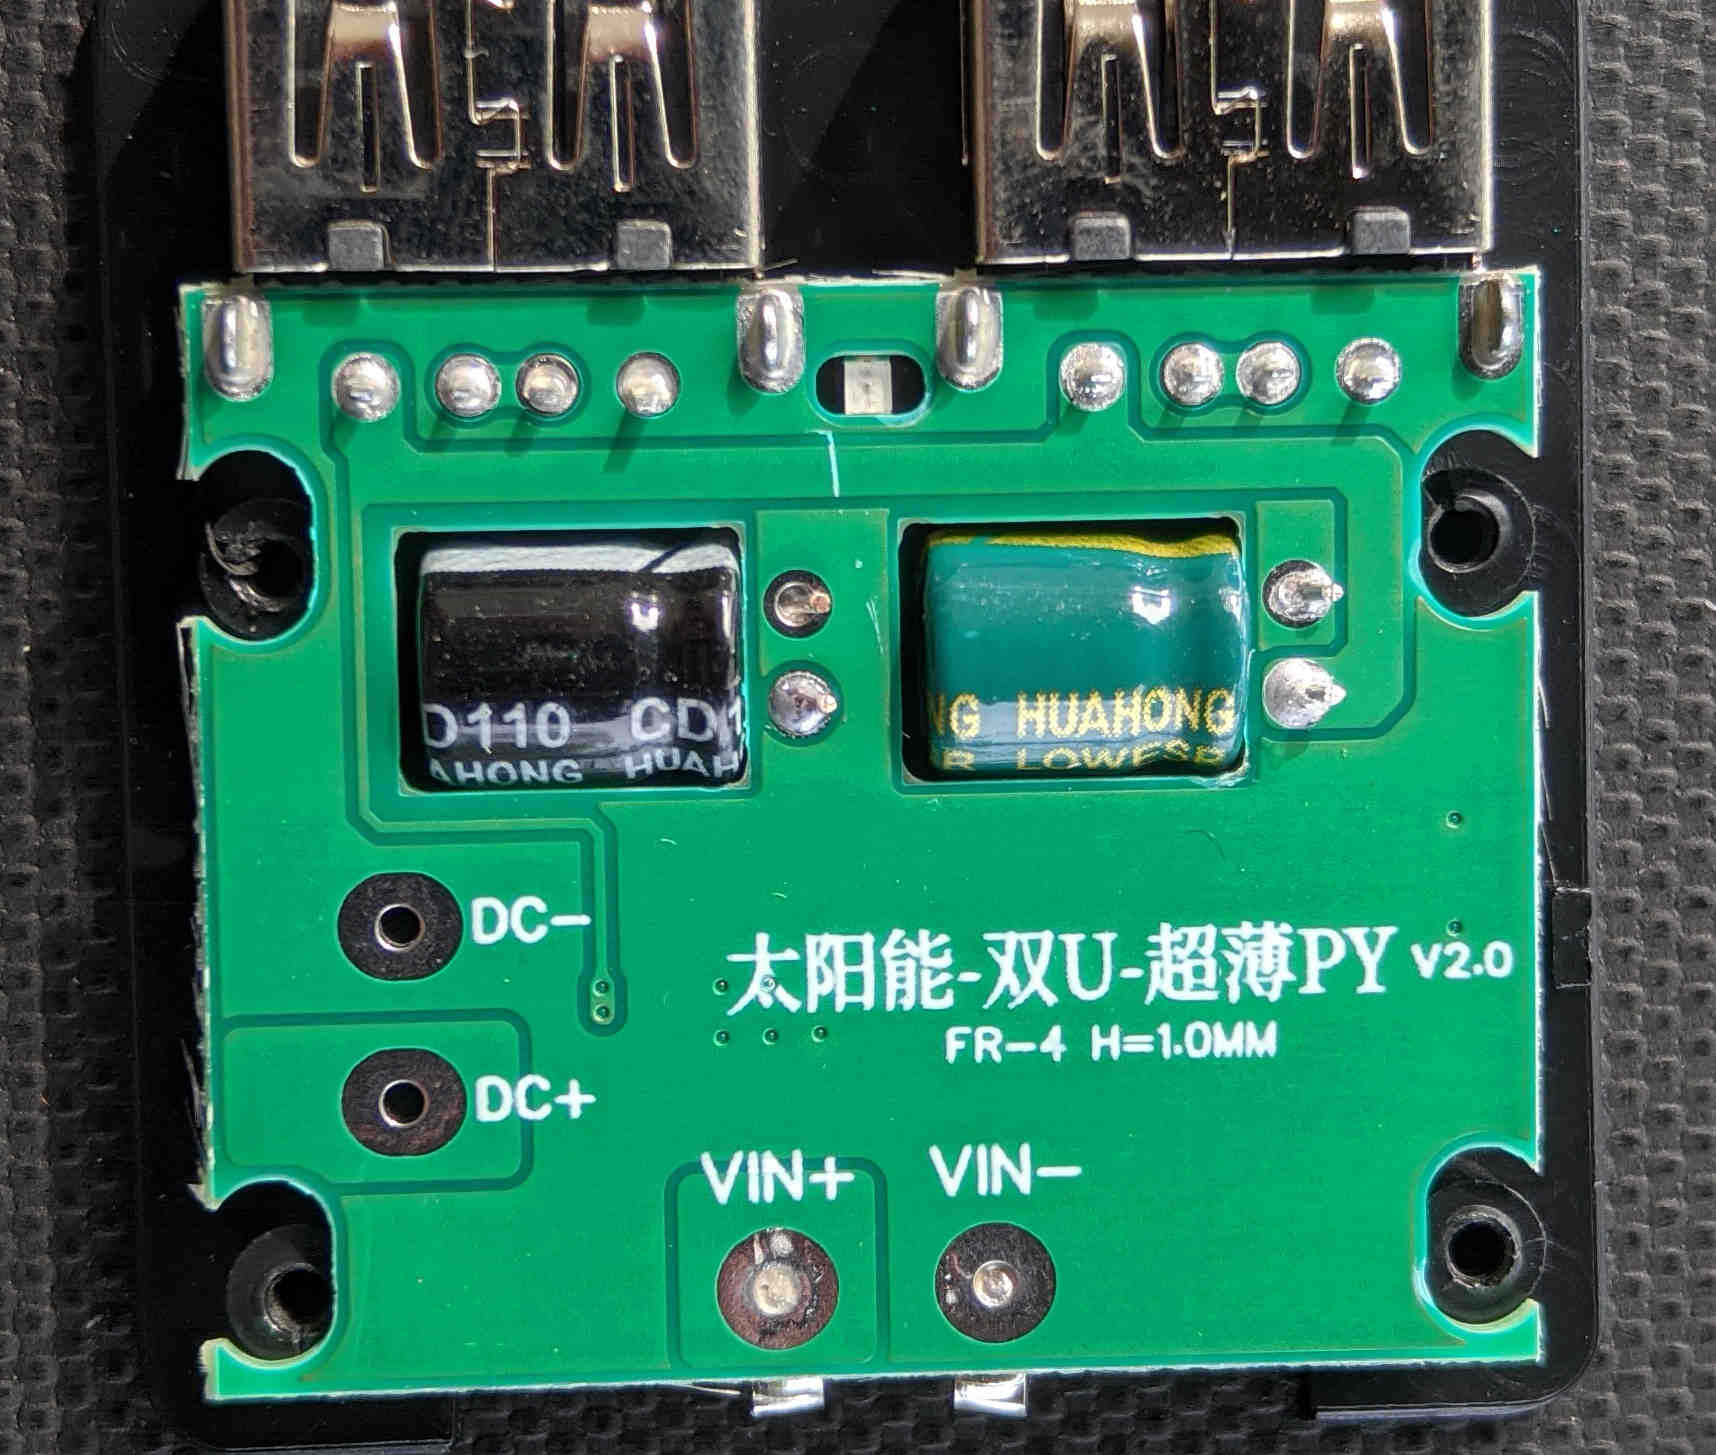 D110 CD1
AHONG HUAH
NG HUAHONG
R LOWESR
DC-
太阳能-双U-超薄PY V2.0
FR-4 H=1.0MM
DC+
VIN+ VIN-